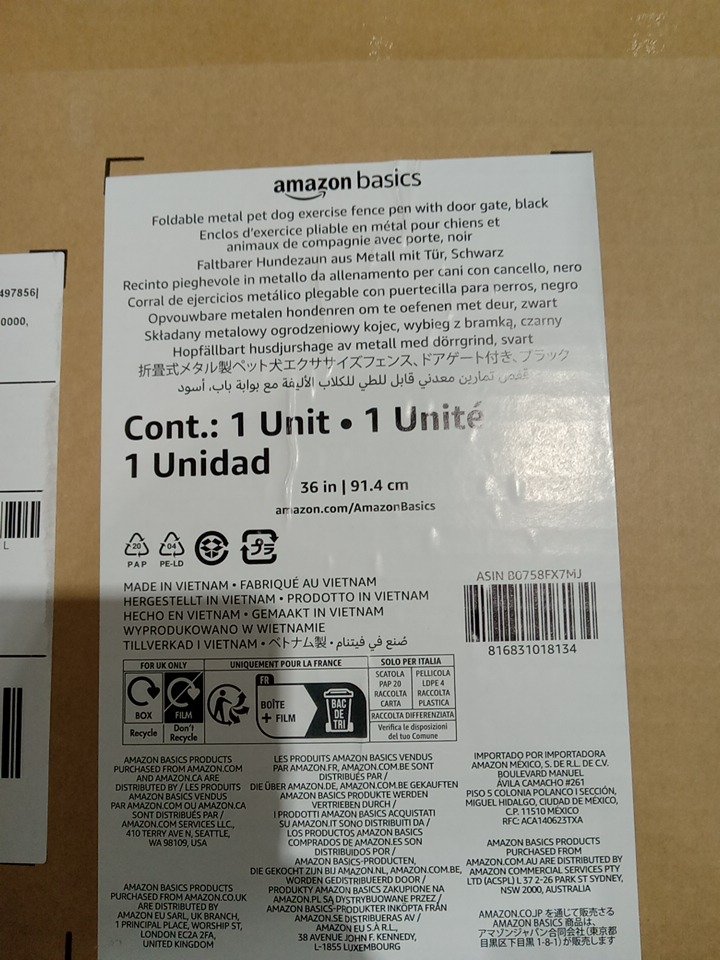 amazon basics
Foldable metal pet dog exercise fence pen with door gate, black
Enclos d'exercice pliable en métal pour chiens et
animaux de compagnie avec porte, noir
Faltbarer Hundezaun aus Metall mit Tür, Schwarz
Recinto pieghevole in metallo da allenamento per cani con cancello, nero
Corral de ejercicios metálico plegable con puertecilla para perros, negro
Opvouwbare metalen hondenren om te oefenen met deur, zwart
Składany metalowy ogrodzeniowy kojec, wybieg z bramką, czarny
Hopfällbart husdjurshage av metall med dörrgrind, svart
折畳式メタル製ペット犬エクササイズフェンス、ドアゲート付き、ブラック
قفص تمارين معدني قابل للطي للكلاب الأليفة مع بوابة باب، أسود
Cont.: 1 Unit • 1 Unité
1 Unidad
36 in | 91.4 cm
amazon.com/AmazonBasics
20
PAP
04
PE-LD
プラ
MADE IN VIETNAM • FABRIQUÉ AU VIETNAM
HERGESTELLT IN VIETNAM • PRODOTTO IN VIETNAM
HECHO EN VIETNAM • GEMAAKT IN VIETNAM
WYPRODUKOWANO W WIETNAMIE
TILLVERKAD I VIETNAM • ベトナム製 • صُنع في فيتنام
ASIN B0758FX7MJ
816831018134
FOR UK ONLY
BOX
Recycle
FILM
Don't
Recycle
UNIQUEMENT POUR LA FRANCE
FR
BOÎTE
+ FILM
BAC
DE
TRI
SOLO PER ITALIA
SCATOLA
PAP 20
RACCOLTA
CARTA
PELLICOLA
LDPE 4
RACCOLTA
PLASTICA
RACCOLTA DIFFERENZIATA
Verifica le disposizioni
del tuo Comune
AMAZON BASICS PRODUCTS
PURCHASED FROM AMAZON.COM
AND AMAZON.CA ARE
DISTRIBUTED BY / LES PRODUITS
AMAZON BASICS VENDUS
PAR AMAZON.COM OU AMAZON.CA
SONT DISTRIBUÉS PAR /
AMAZON.COM SERVICES LLC.,
410 TERRY AVE N, SEATTLE,
WA 98109, USA
AMAZON BASICS PRODUCTS
PURCHASED FROM AMAZON.CO.UK
ARE DISTRIBUTED BY
AMAZON EU SARL, UK BRANCH,
1 PRINCIPAL PLACE, WORSHIP ST,
LONDON EC2A 2FA,
UNITED KINGDOM
LES PRODUITS AMAZON BASICS VENDUS
PAR AMAZON.FR, AMAZON.COM.BE SONT
DISTRIBUÉS PAR /
DIE ÜBER AMAZON.DE, AMAZON.COM.BE GEKAUFTEN
AMAZON BASICS PRODUKTE WERDEN
VERTRIEBEN DURCH /
I PRODOTTI AMAZON BASICS ACQUISTATI
SU AMAZON.IT SONO DISTRIBUITI DA /
LOS PRODUCTOS AMAZON BASICS
COMPRADOS DE AMAZON.ES SON
DISTRIBUIDOS POR /
AMAZON BASICS-PRODUCTEN,
DIE GEKOCHT ZIJN BIJ AMAZON.NL, AMAZON.COM.BE,
WORDEN GEDISTRIBUEERD DOOR /
PRODUKTY AMAZON BASICS ZAKUPIONE NA
AMAZON.PL SĄ DYSTRYBUOWANE PRZEZ /
AMAZON BASICS-PRODUKTER INKÖPTA FRÅN
AMAZON.SE DISTRIBUERAS AV /
AMAZON EU S.À R.L.,
38 AVENUE JOHN F. KENNEDY,
L-1855 LUXEMBOURG
IMPORTADO POR IMPORTADORA
AMAZON MÉXICO, S. DE R.L. DE C.V.
BOULEVARD MANUEL
ÁVILA CAMACHO #261
PISO 5 COLONIA POLANCO I SECCIÓN,
MIGUEL HIDALGO, CIUDAD DE MÉXICO,
C.P. 11510 MÉXICO
RFC: ACA140623TXA
AMAZON BASICS PRODUCTS
PURCHASED FROM
AMAZON.COM.AU ARE DISTRIBUTED BY
AMAZON COMMERCIAL SERVICES PTY
LTD (ACSPL) L 37 2-26 PARK ST SYDNEY,
NSW 2000, AUSTRALIA
AMAZON.CO.JP を通じて販売さる
AMAZON BASICS 商品は、
アマゾンジャパン合同会社 (東京都
目黒区下目黒 1-8-1)が販売します
497856|
0000,
L